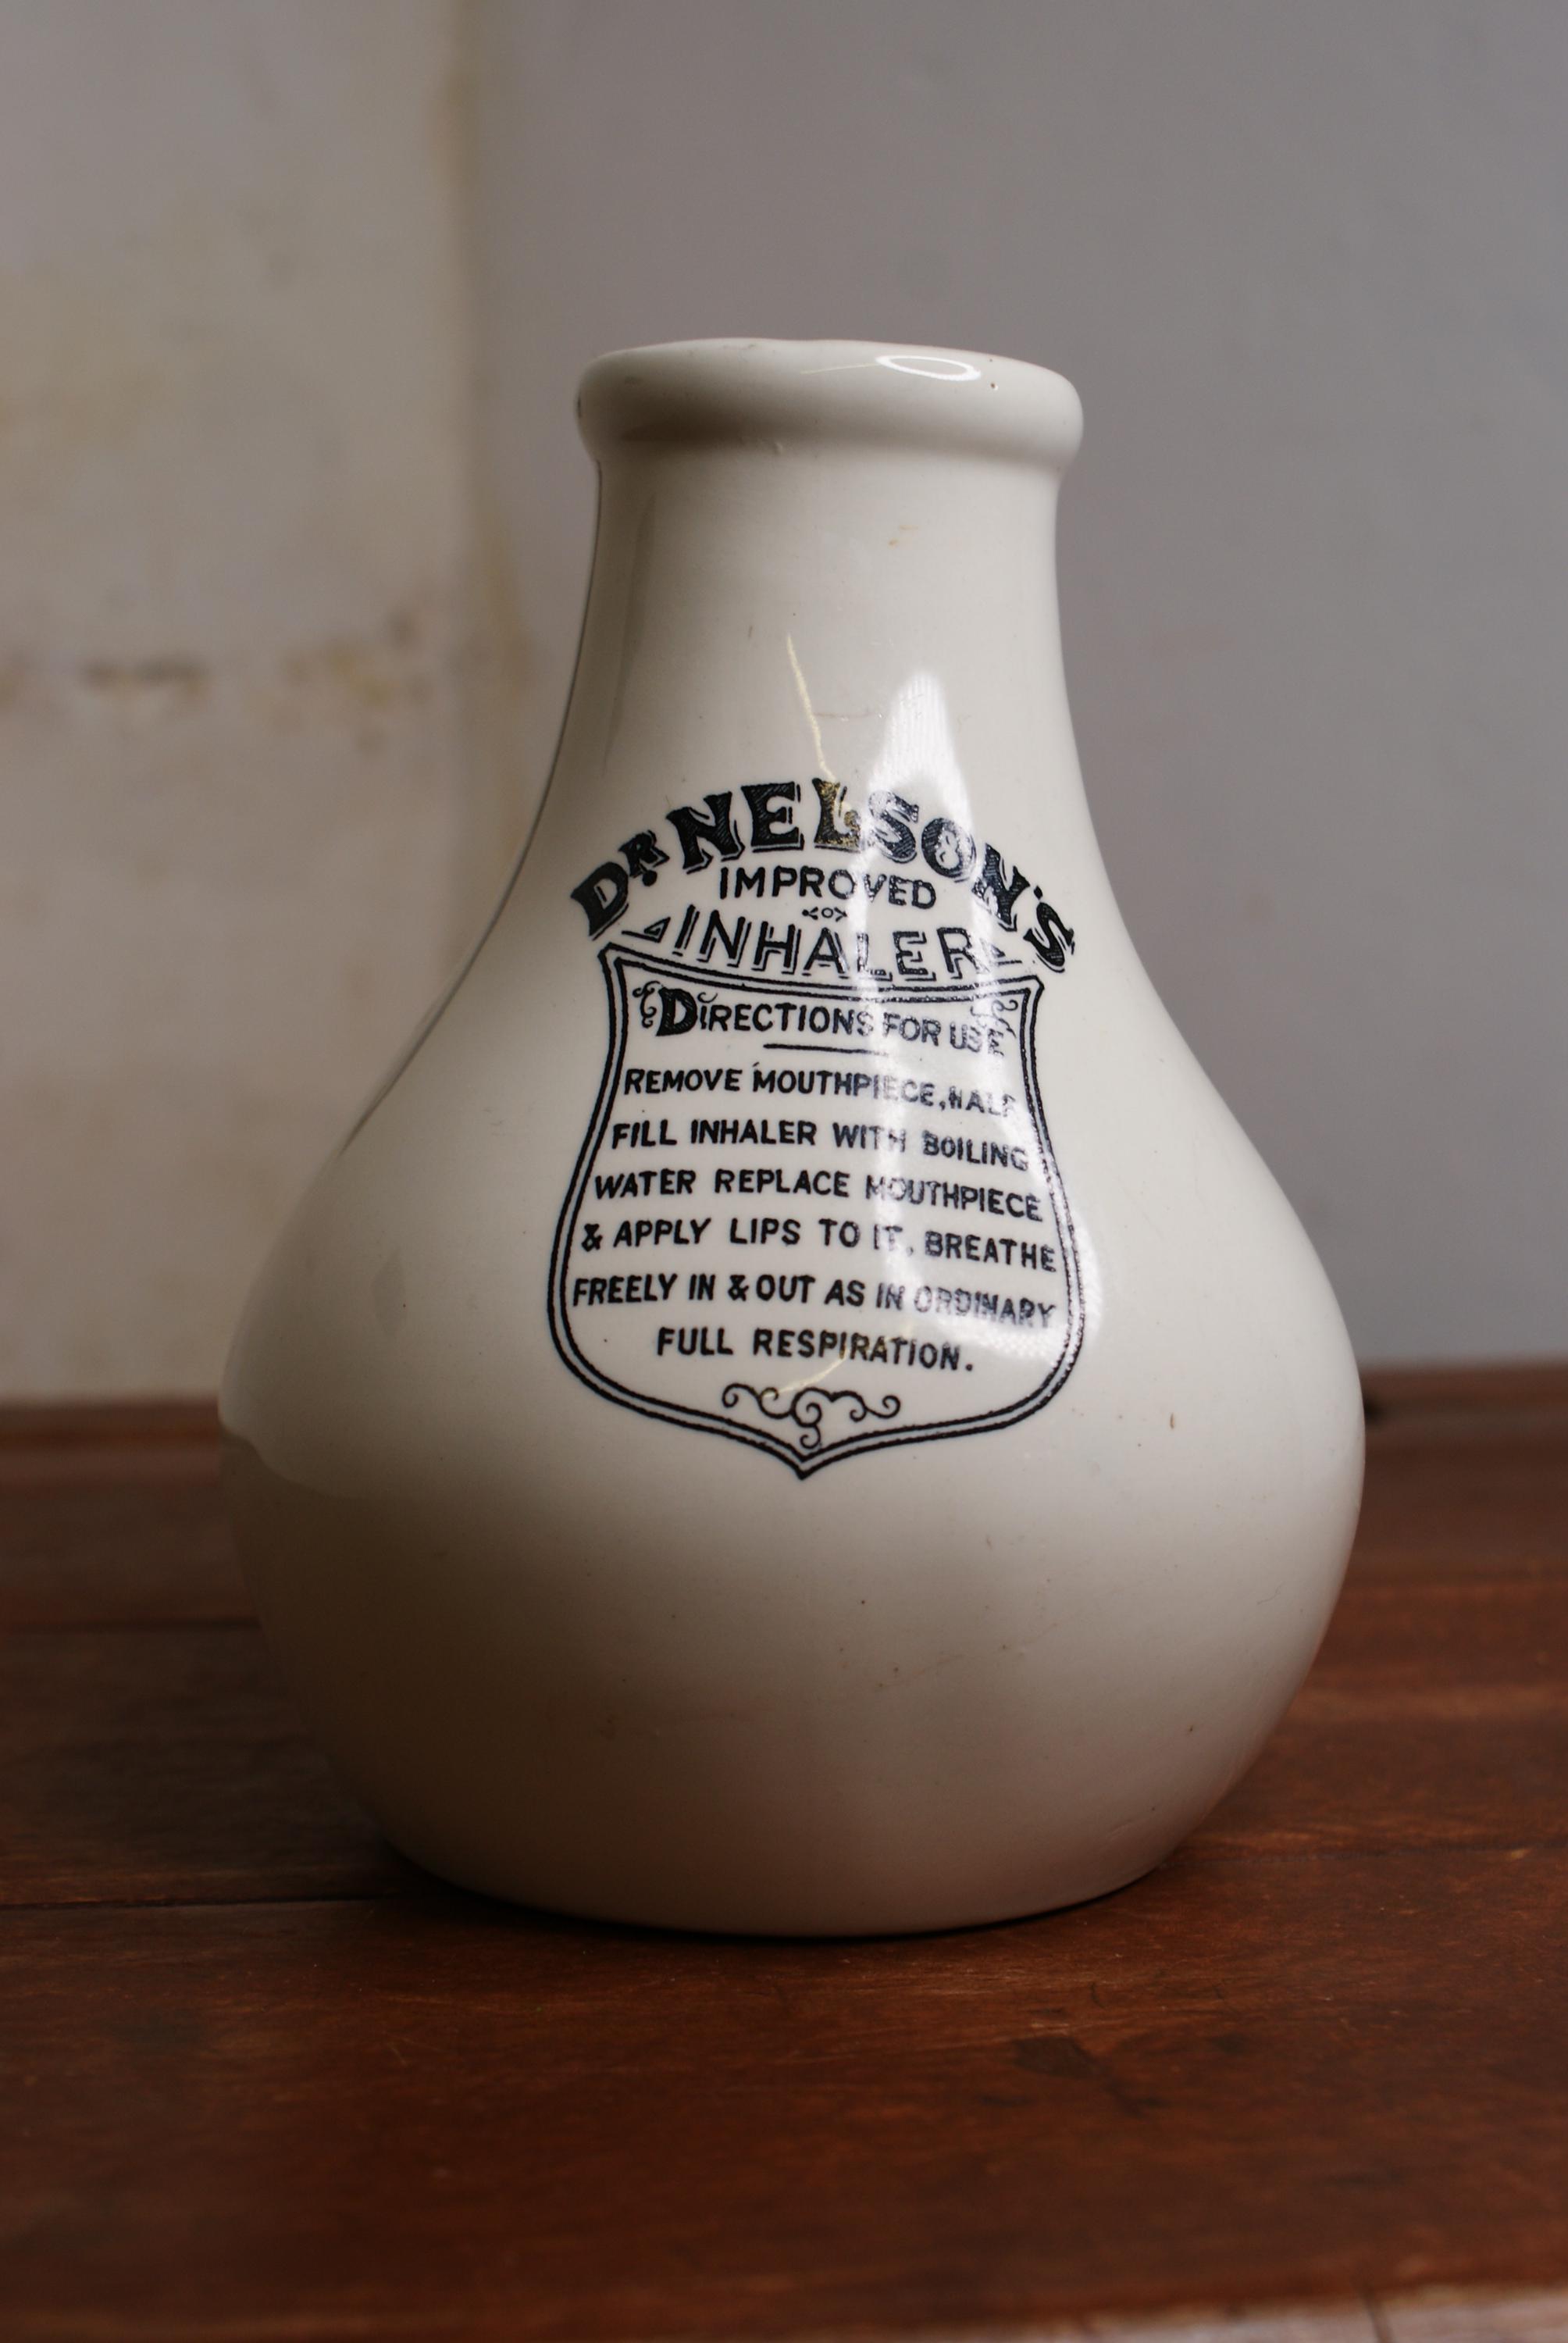 DR NELSON'S
IMPROVED
INHALER
DIRECTIONS FOR USE
REMOVE MOUTHPIECE, HALF
FILL INHALER WITH BOILING
WATER REPLACE MOUTHPIECE
& APPLY LIPS TO IT, BREATHE
FREELY IN & OUT AS IN ORDINARY
FULL RESPIRATION.